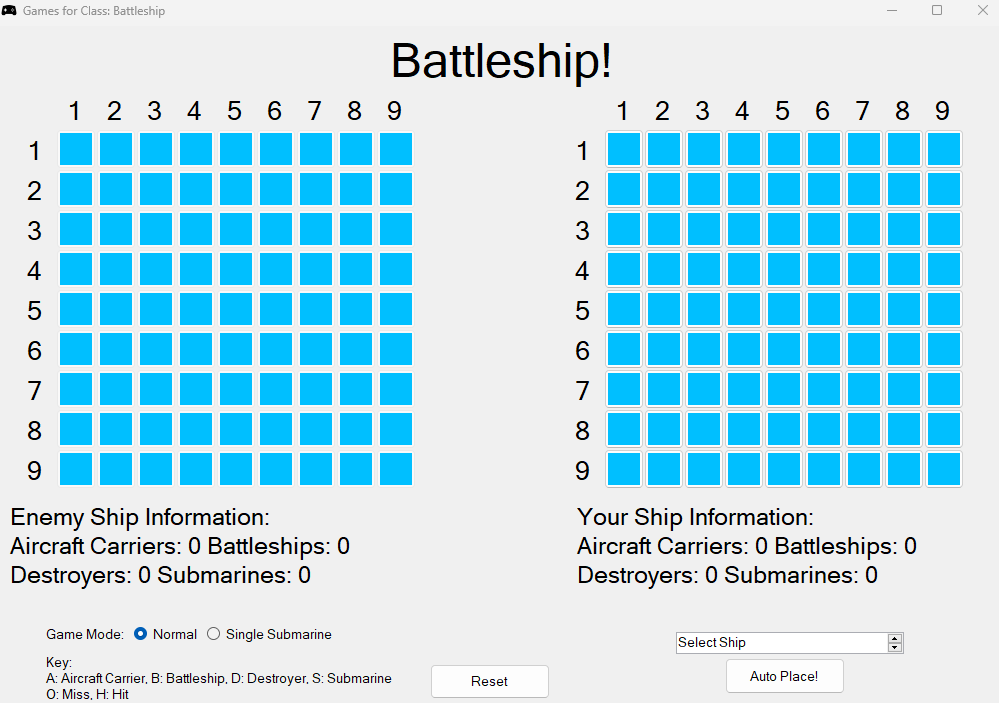 Games for Class: Battleship
Battleship!
1 2 3 4 5 6 7 8 9
1
2
3
4
5
6
7
8
9
1 2 3 4 5 6 7 8 9
1
2
3
4
5
6
7
8
9
Enemy Ship Information:
Aircraft Carriers: 0 Battleships: 0
Destroyers: 0 Submarines: 0
Your Ship Information:
Aircraft Carriers: 0 Battleships: 0
Destroyers: 0 Submarines: 0
Game Mode: Normal Single Submarine
Key:
A: Aircraft Carrier, B: Battleship, D: Destroyer, S: Submarine
O: Miss, H: Hit
Reset
Select Ship
Auto Place!